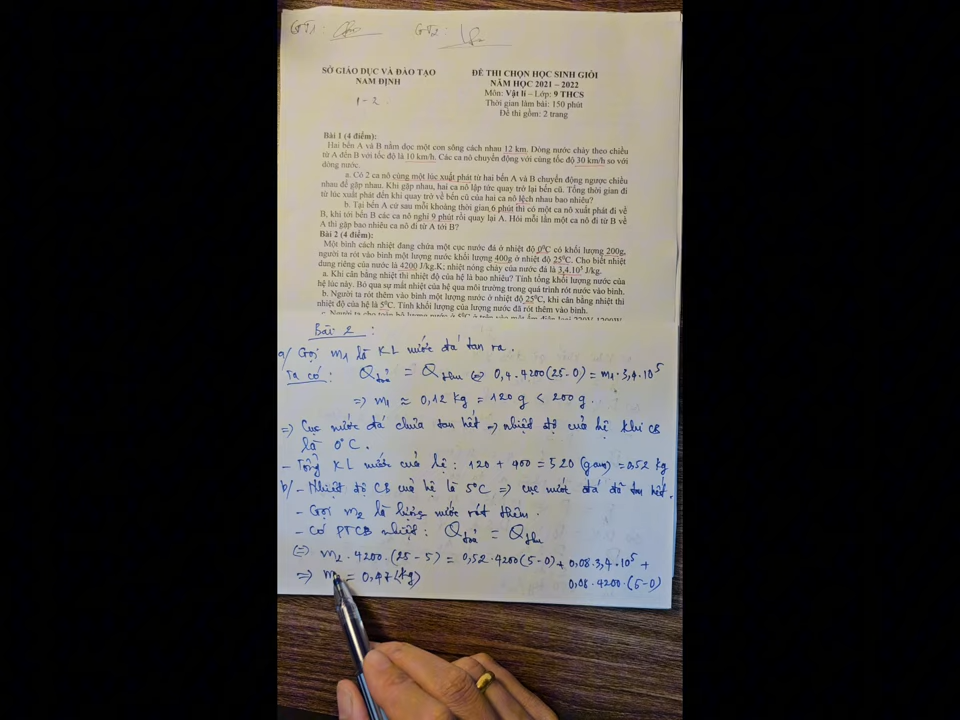 GT1: GT2:
SỞ GIÁO DỤC VÀ ĐÀO TẠO
NAM ĐỊNH
1-2
ĐỀ THI CHỌN HỌC SINH GIỎI
NĂM HỌC 2021 – 2022
Môn: Vật lí – Lớp: 9 THCS
Thời gian làm bài: 150 phút
Đề thi gồm: 2 trang
Bài 1 (4 điểm):
Hai bến A và B nằm dọc một con sông cách nhau 12 km. Dòng nước chảy theo chiều
từ A đến B với tốc độ là 10 km/h. Các ca nô chuyển động với cùng tốc độ 30 km/h so với
dòng nước.
a. Có 2 ca nô cùng một lúc xuất phát từ hai bến A và B chuyển động ngược chiều
nhau để gặp nhau. Khi gặp nhau, hai ca nô lập tức quay trở lại bến cũ. Tổng thời gian đi
từ lúc xuất phát đến khi quay trở về bến cũ của hai ca nô lệch nhau bao nhiêu?
b. Tại bến A cứ sau mỗi khoảng thời gian 6 phút thì có một ca nô xuất phát đi về
B, khi tới bến B các ca nô nghỉ 9 phút rồi quay lại A. Hỏi mỗi lần một ca nô đi từ B về
A thì gặp bao nhiêu ca nô đi từ A tới B?
Bài 2 (4 điểm):
Một bình cách nhiệt đang chứa một cục nước đá ở nhiệt độ 0⁰C có khối lượng 200g,
người ta rót vào bình một lượng nước khối lượng 400g ở nhiệt độ 25⁰C. Cho biết nhiệt
dung riêng của nước là 4200 J/kg.K; nhiệt nóng chảy của nước đá là 3,4.10⁵ J/kg.
a. Khi cân bằng nhiệt thì nhiệt độ của hệ là bao nhiêu? Tính tổng khối lượng nước của
hệ lúc này. Bỏ qua sự mất nhiệt của hệ qua môi trường trong quá trình rót nước vào bình.
b. Người ta rót thêm vào bình một lượng nước ở nhiệt độ 25⁰C, khi cân bằng nhiệt thì
nhiệt độ của hệ là 5⁰C. Tính khối lượng của lượng nước đã rót thêm vào bình.
Bài 2:
a/ Gọi m₁ là KL nước đá tan ra.
Ta có: Qtoả = Qthu ⇔ 0,4.4200(25-0) = m₁.3,4.10⁵
=> m₁ ≈ 0,12 kg = 120 g < 200 g.
=> Cục nước đá chưa tan hết -> nhiệt độ của hệ khi CB
là 0°C.
- Tổng KL nước của hệ: 120 + 400 = 520 (gam) = 0,52 kg
b/ - Nhiệt độ CB của hệ là 5°C => cục nước đá đã tan hết.
- Gọi m₂ là lượng nước rót thêm.
- Có PTCB nhiệt: Qtoả = Qthu
(=) m₂.4200.(25-5) = 0,52.4200(5-0) + 0,08.3,4.10⁵ +
0,08.4200.(5-0)
=> m₂ = 0,47 (kg)